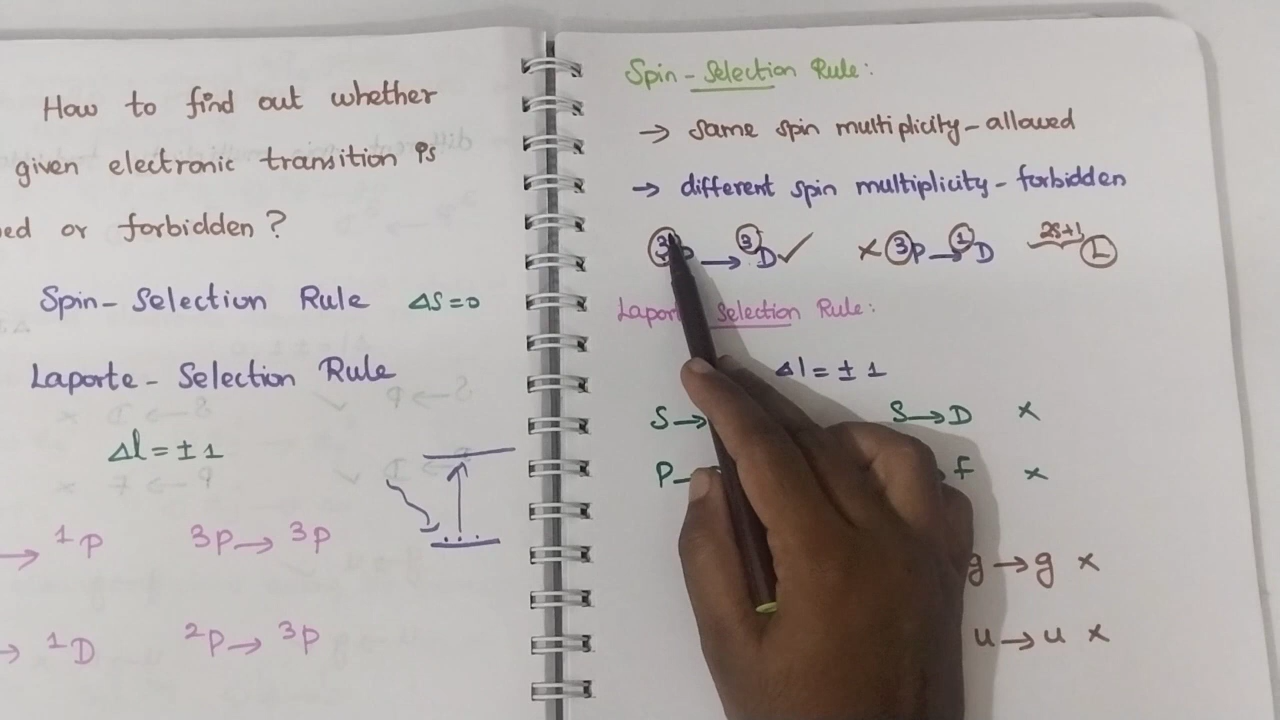 How to find out whether
given electronic transition is
ed or forbidden?
Spin-Selection Rule ΔS=0
Laporte-Selection Rule
Δl=±1
→ ¹P ³P→ ³P
→ ¹D ²P→ ³P
Spin-Selection Rule:
→ same spin multiplicity-allowed
→ different spin multiplicity-forbidden
³P → ³D ✓ × ³P→ ¹D 2S+1 L
Selection Rule:
Δl=±1
S→ S→D ×
P→ f ×
g→g ×
u→u ×